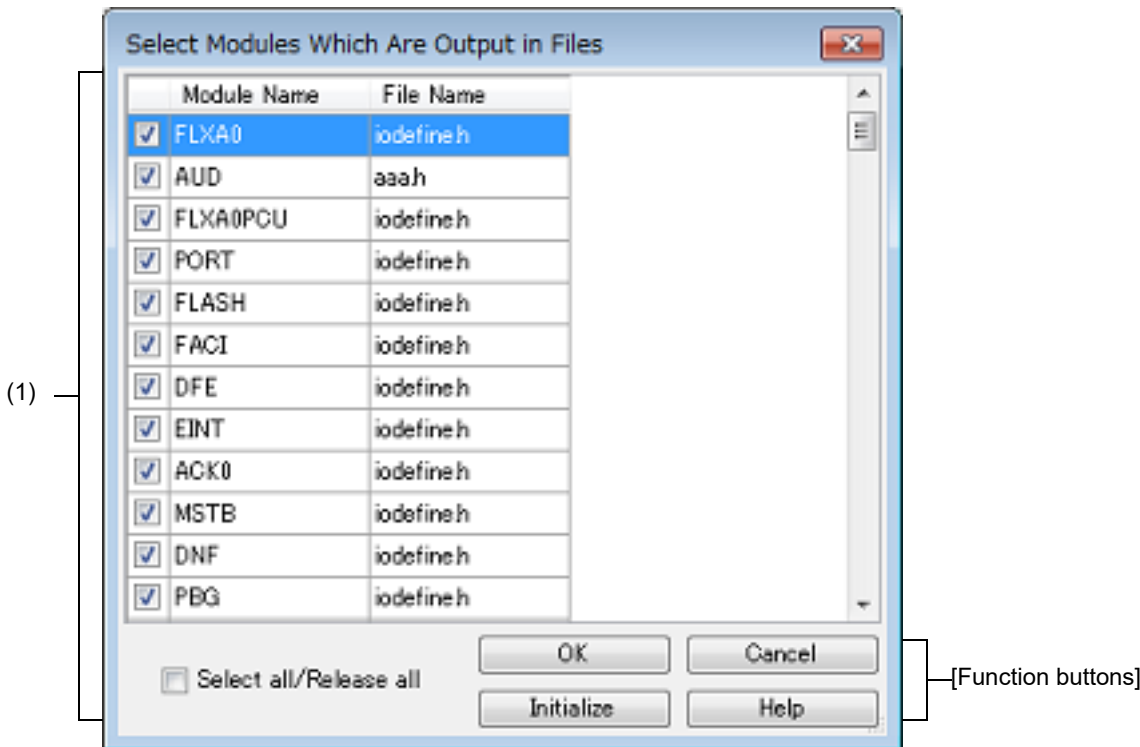 Select Modules Which Are Output in Files
Module Name File Name
FLXA0 iodefine.h
AUD aaa.h
FLXA0PCU iodefine.h
PORT iodefine.h
FLASH iodefine.h
FACI iodefine.h
(1)
DFE iodefine.h
EINT iodefine.h
ACK0 iodefine.h
MSTB iodefine.h
DNF iodefine.h
PBG iodefine.h
OK Cancel
Select all/Release all
[Function buttons]
Initialize Help